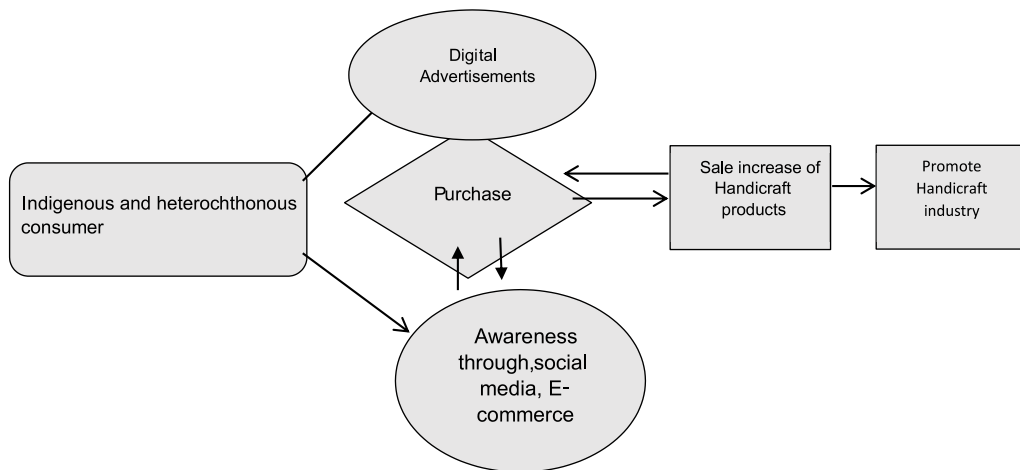 Digital
Advertisements
Indigenous and heterochthonous
consumer
Purchase
Sale increase of
Handicraft
products
Promote
Handicraft
industry
Awareness
through,social
media, E-
commerce